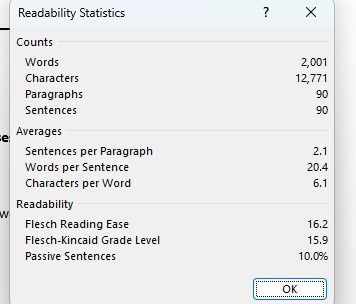 Readability Statistics ? ×
Counts
Words 2,001
Characters 12,771
Paragraphs 90
Sentences 90
Averages
Sentences per Paragraph 2.1
Words per Sentence 20.4
Characters per Word 6.1
Readability
Flesch Reading Ease 16.2
Flesch-Kincaid Grade Level 15.9
Passive Sentences 10.0%
OK